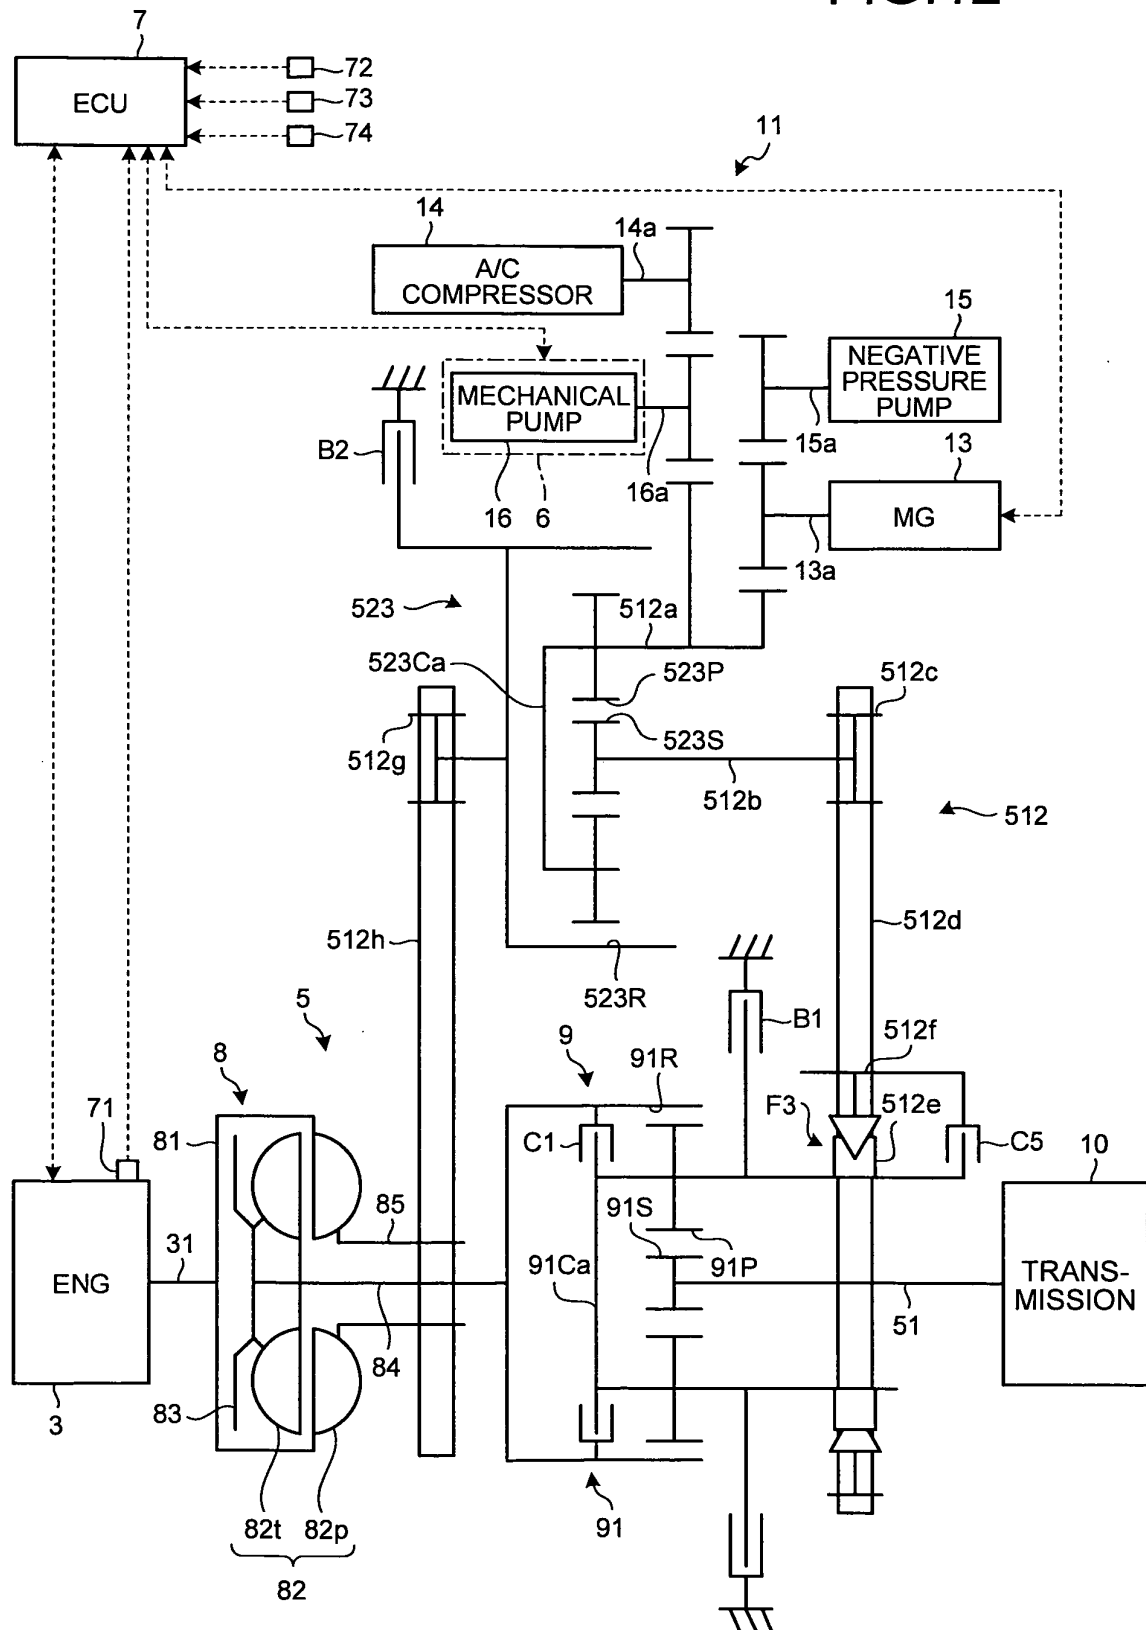 7
ECU
72
73
74
11
14
14a
A/C
COMPRESSOR
15
NEGATIVE
PRESSURE
PUMP
MECHANICAL
PUMP
B2
15a
13
16a
16
6
MG
13a
523
512a
523Ca
523P
512c
523S
512g
512b
512
512h
512d
523R
5
B1
9
91R
512f
8
F3
512e
71
81
C1
C5
10
85
91S
31
91Ca
91P
ENG
TRANS-
MISSION
51
84
3
83
82t
82p
91
82